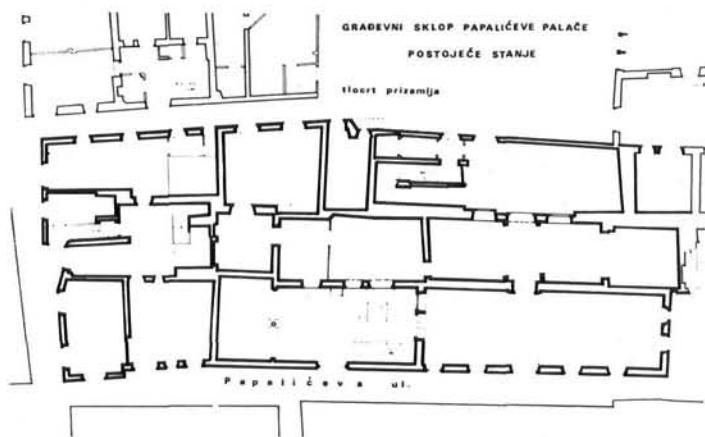 GRAĐEVNI SKLOP PAPALIĆEVE PALAČE
POSTOJEĆE STANJE
tlocrt prizemlja
Papalićeva ul.